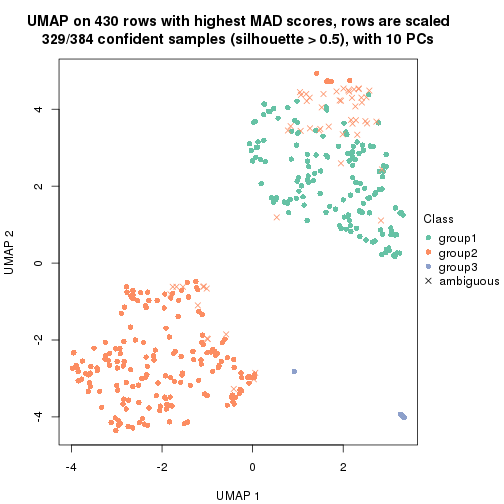 UMAP on 430 rows with highest MAD scores, rows are scaled
329/384 confident samples (silhouette > 0.5), with 10 PCs
4
2
0
-2
-4
UMAP 2
-4
-2
0
2
UMAP 1
Class
group1
group2
group3
ambiguous